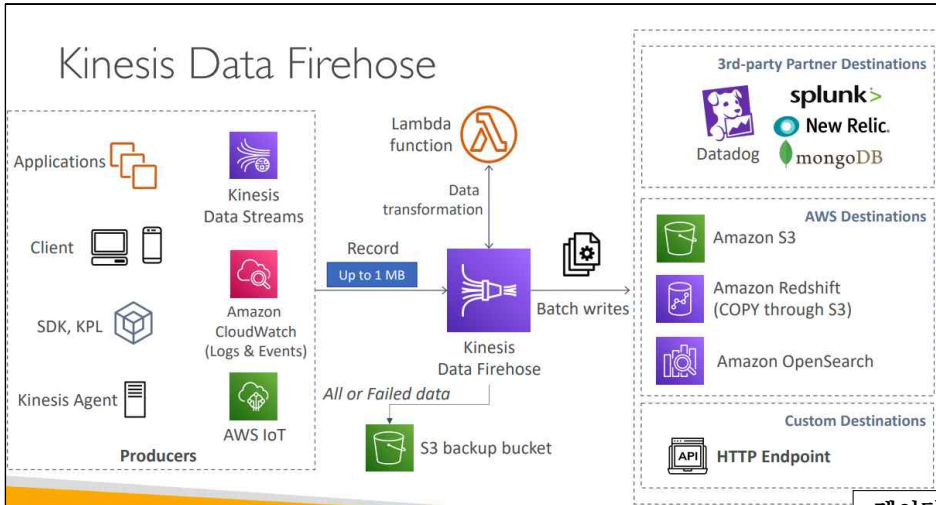 Kinesis Data Firehose
Applications
Client
SDK, KPL
Kinesis Agent
Kinesis
Data Streams
Amazon
CloudWatch
(Logs & Events)
AWS IoT
Producers
Record
Up to 1 MB
Lambda
function
Data
transformation
Kinesis
Data Firehose
All or Failed data
S3 backup bucket
Batch writes
3rd-party Partner Destinations
Datadog
splunk>
New Relic.
mongoDB
AWS Destinations
Amazon S3
Amazon Redshift
(COPY through S3)
Amazon OpenSearch
Custom Destinations
API
HTTP Endpoint